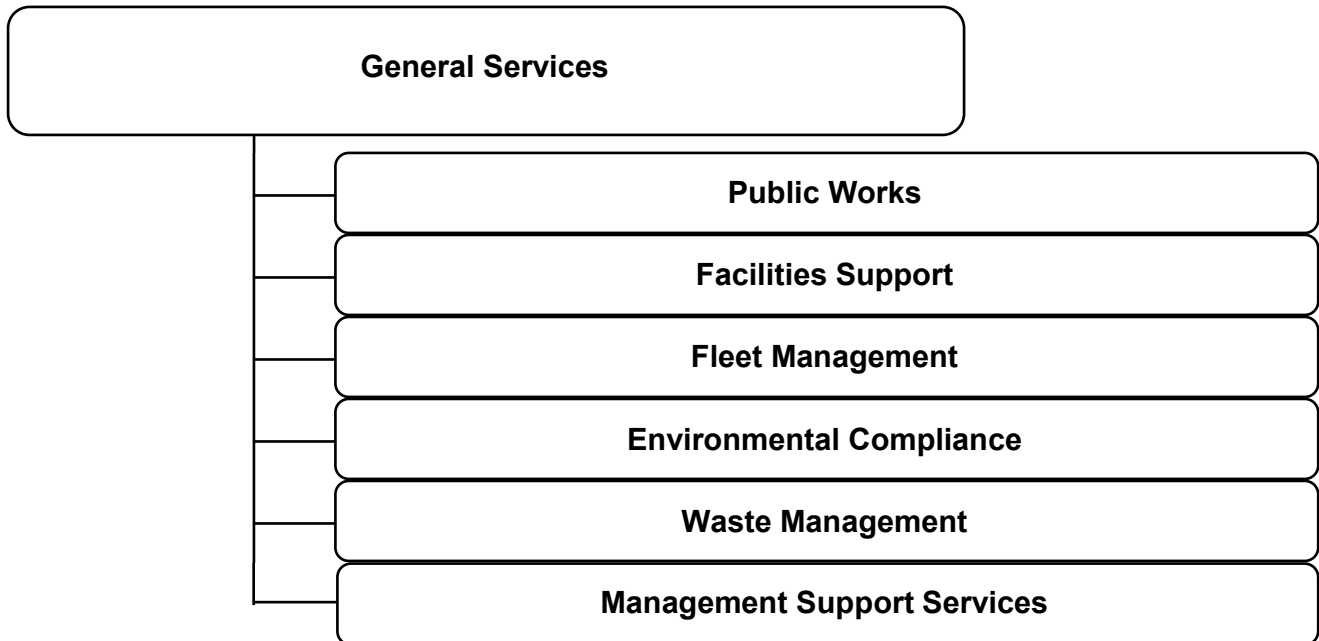 General Services
Public Works
Facilities Support
Fleet Management
Environmental Compliance
Waste Management
Management Support Services